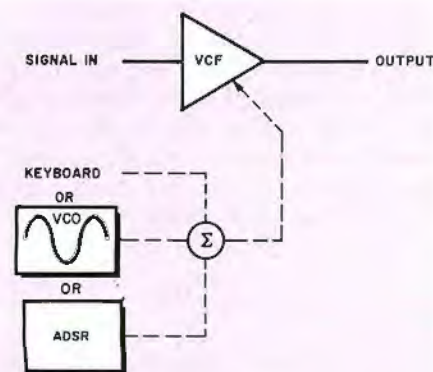 SIGNAL IN
VCF
OUTPUT
KEYBOARD
OR
VCO
Σ
OR
ADSR